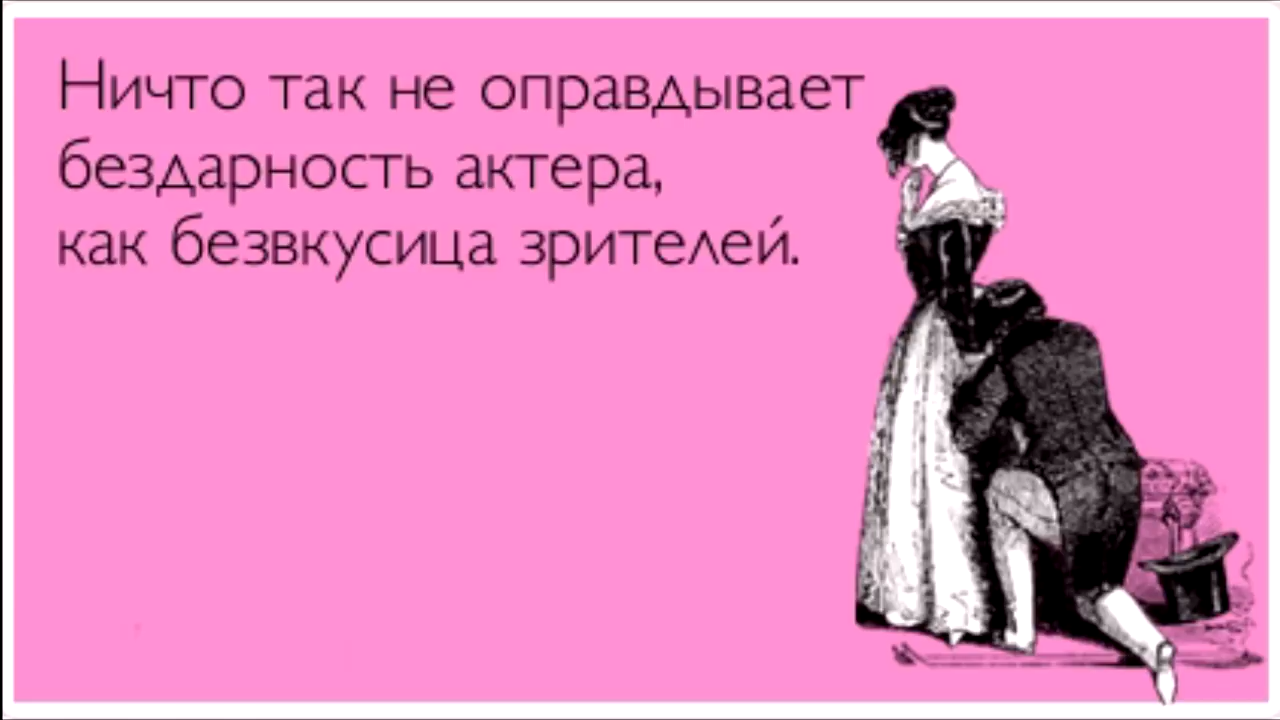 Ничто так не оправдывает
бездарность актера,
как безвкусица зрителей.